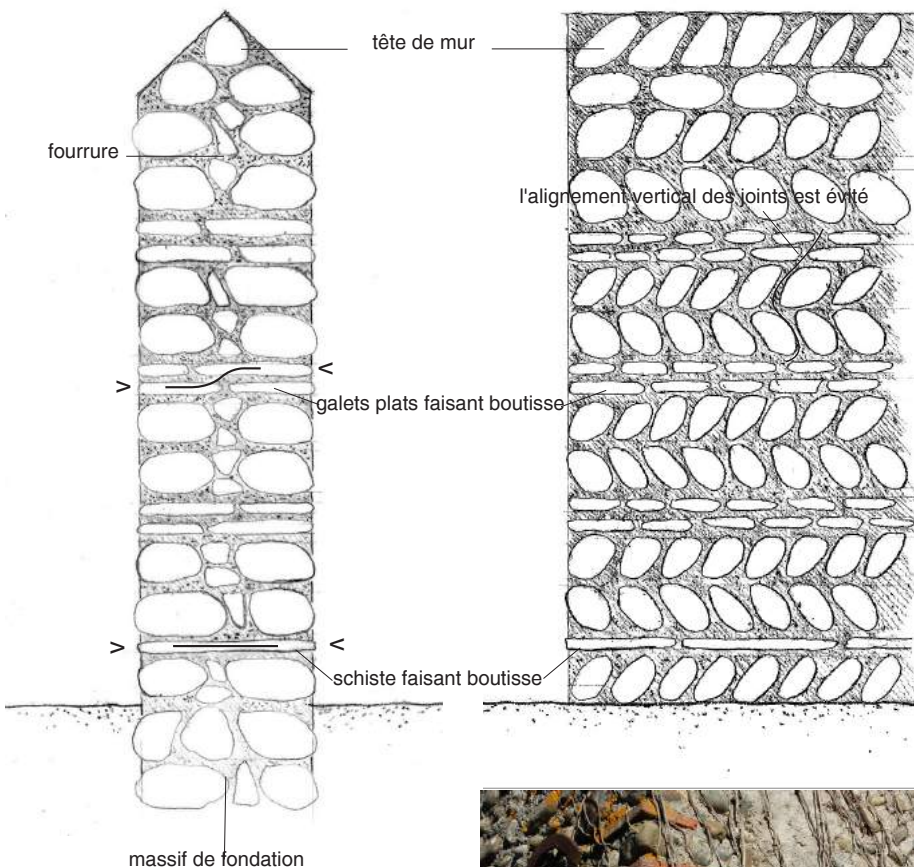 tête de mur
fourrure
l'alignement vertical des joints est évité
> <
galets plats faisant boutisse
> <
schiste faisant boutisse
massif de fondation